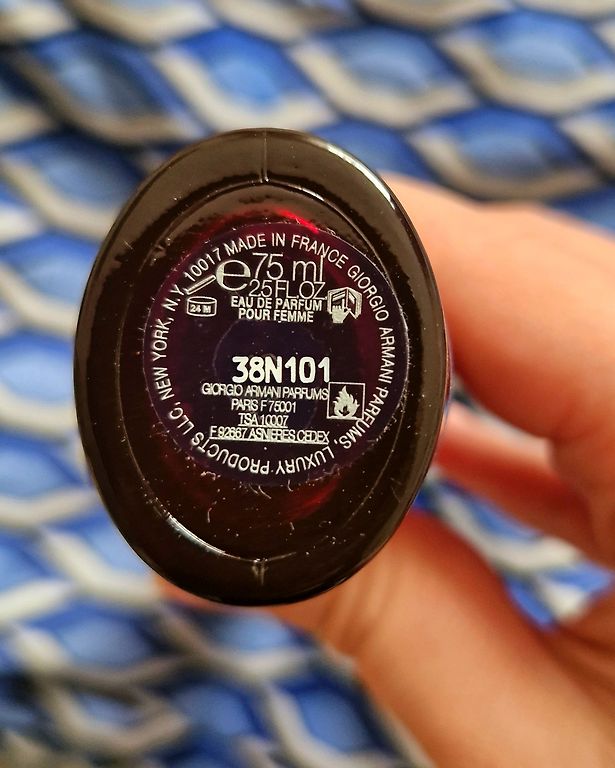 MADE IN FRANCE GIORGIO ARMANI PARFUMS, LUXURY PRODUCTS LLC, NEW YORK, N.Y. 10017
e75 ml
2.5 FL.OZ
24 M
EAU DE PARFUM
POUR FEMME
38N101
GIORGIO ARMANI PARFUMS
PARIS F 75001
TSA 10007
F 92667 ASNIERES CEDEX